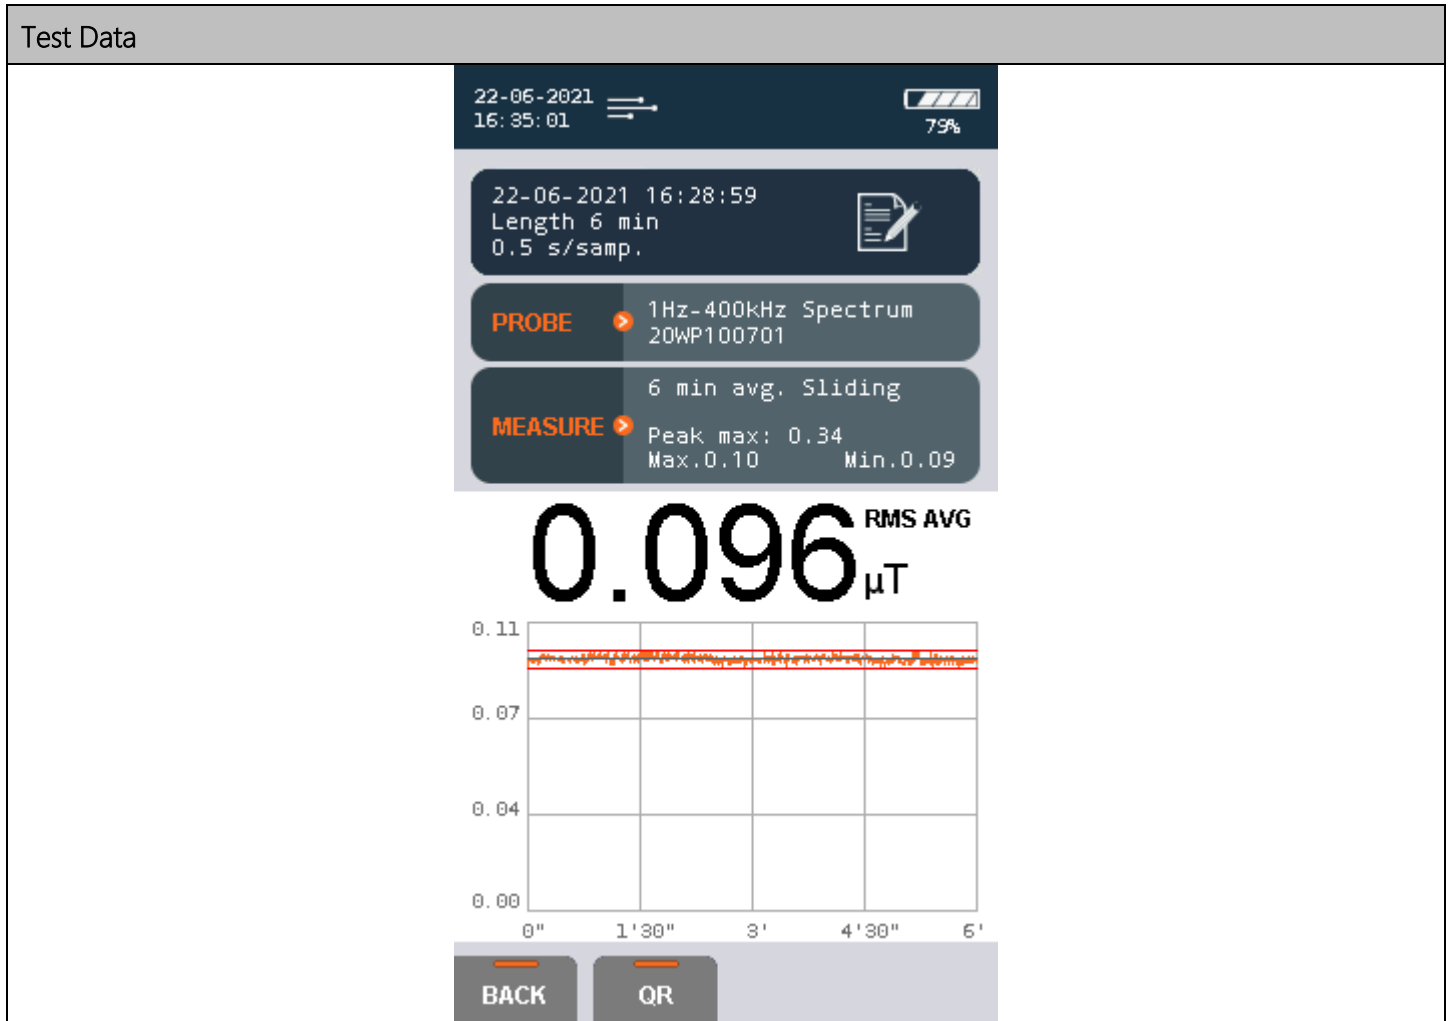 Test Data
22-06-2021
16:35:01
79%
22-06-2021 16:28:59
Length 6 min
0.5 s/samp.
PROBE
1Hz-400kHz Spectrum
20WP100701
MEASURE
6 min avg. Sliding
Peak max: 0.34
Max.0.10 Min.0.09
0.096 RMS AVG
µT
0.11
0.07
0.04
0.00
0" 1'30" 3' 4'30" 6'
BACK QR